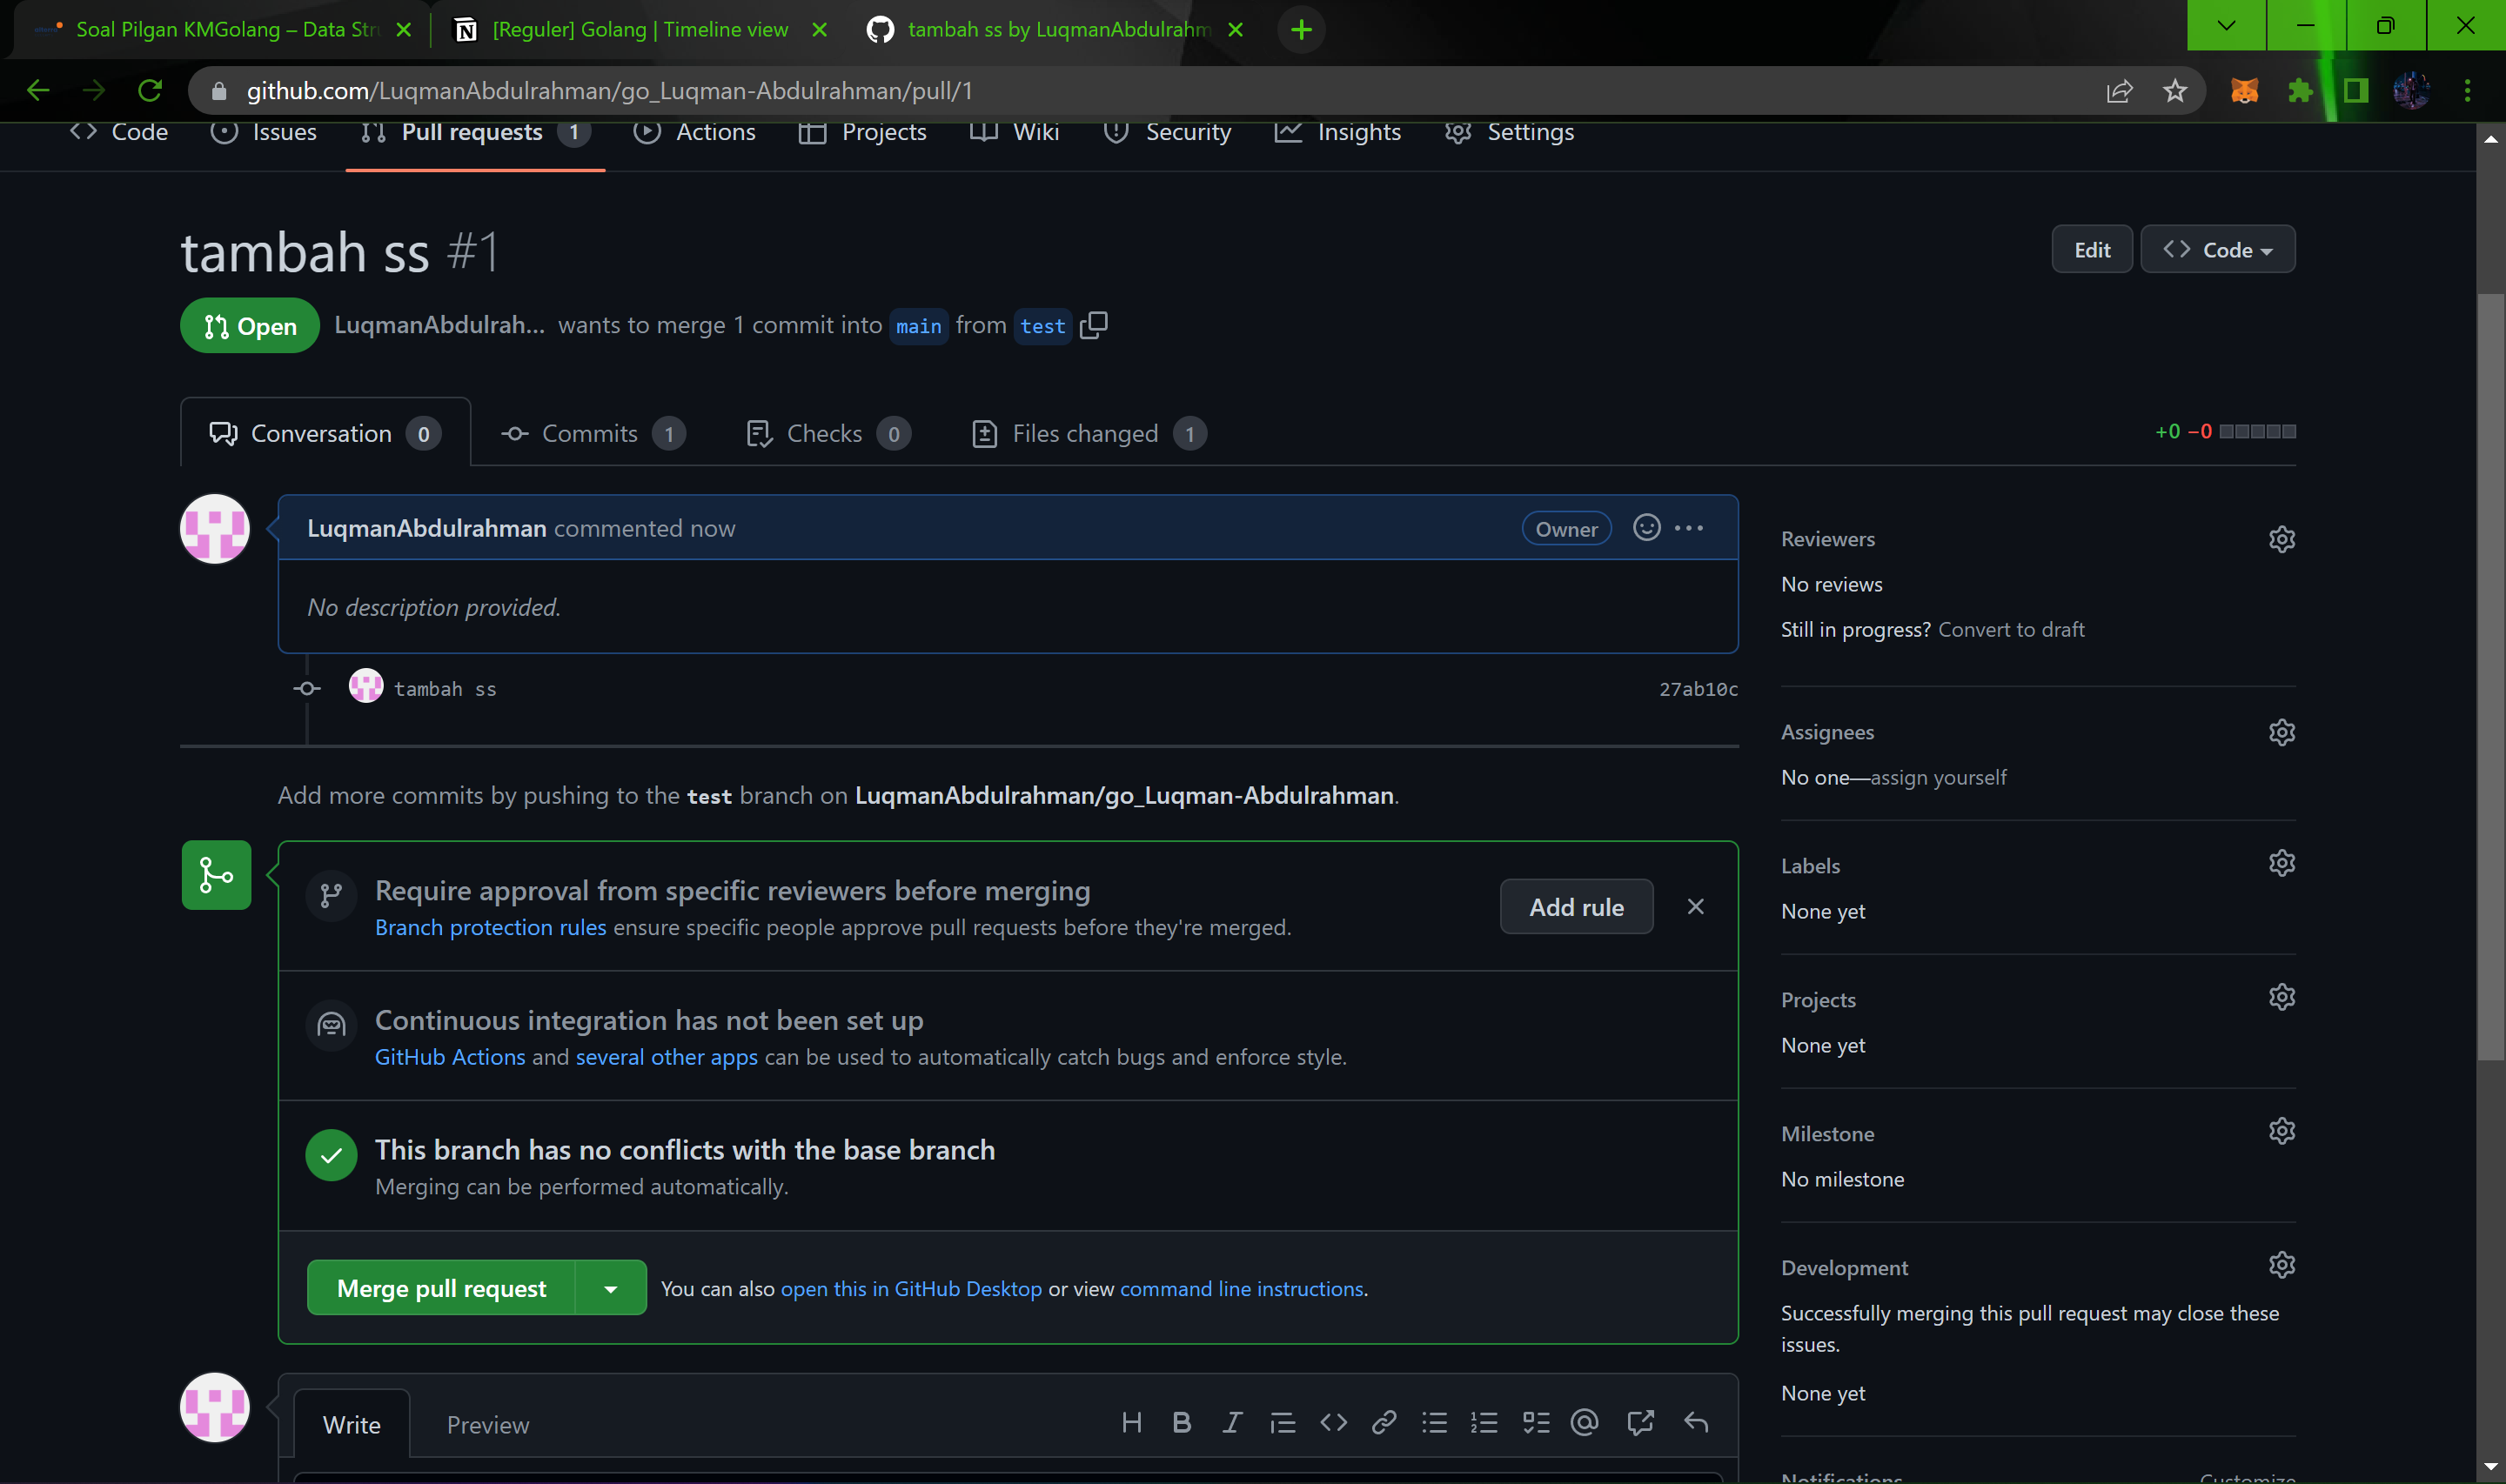 Soal Pilgan KMGolang – Data Str
[Reguler] Golang | Timeline view
tambah ss by LuqmanAbdulrahm
github.com/LuqmanAbdulrahman/go_Luqman-Abdulrahman/pull/1
Code
Issues
Pull requests 1
Actions
Projects
Wiki
Security
Insights
Settings
tambah ss #1
Edit
Code
Open
LuqmanAbdulrah... wants to merge 1 commit into main from test
Conversation 0
Commits 1
Checks 0
Files changed 1
+0 −0
LuqmanAbdulrahman commented now
Owner
No description provided.
tambah ss
27ab10c
Add more commits by pushing to the test branch on LuqmanAbdulrahman/go_Luqman-Abdulrahman.
Require approval from specific reviewers before merging
Branch protection rules ensure specific people approve pull requests before they're merged.
Add rule
Continuous integration has not been set up
GitHub Actions and several other apps can be used to automatically catch bugs and enforce style.
This branch has no conflicts with the base branch
Merging can be performed automatically.
Merge pull request
You can also open this in GitHub Desktop or view command line instructions.
Write
Preview
Reviewers
No reviews
Still in progress? Convert to draft
Assignees
No one—assign yourself
Labels
None yet
Projects
None yet
Milestone
No milestone
Development
Successfully merging this pull request may close these
issues.
None yet
Notifications
Customize